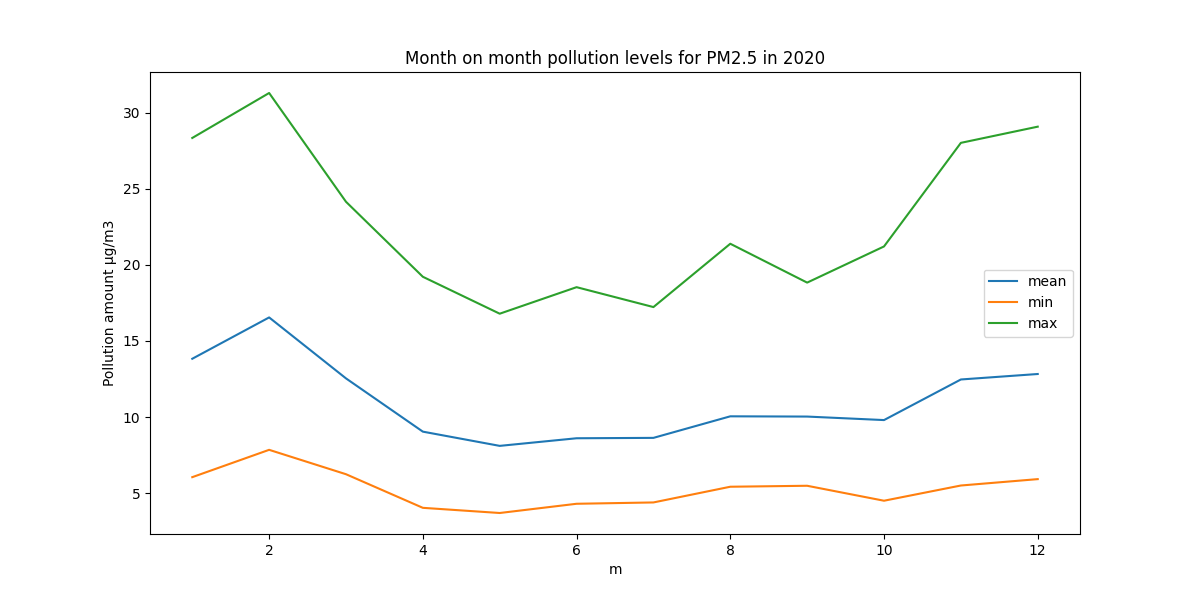 Month on month pollution levels for PM2.5 in 2020
Pollution amount µg/m3
30
25
20
15
10
5
mean
min
max
2 4 6 8 10 12
m